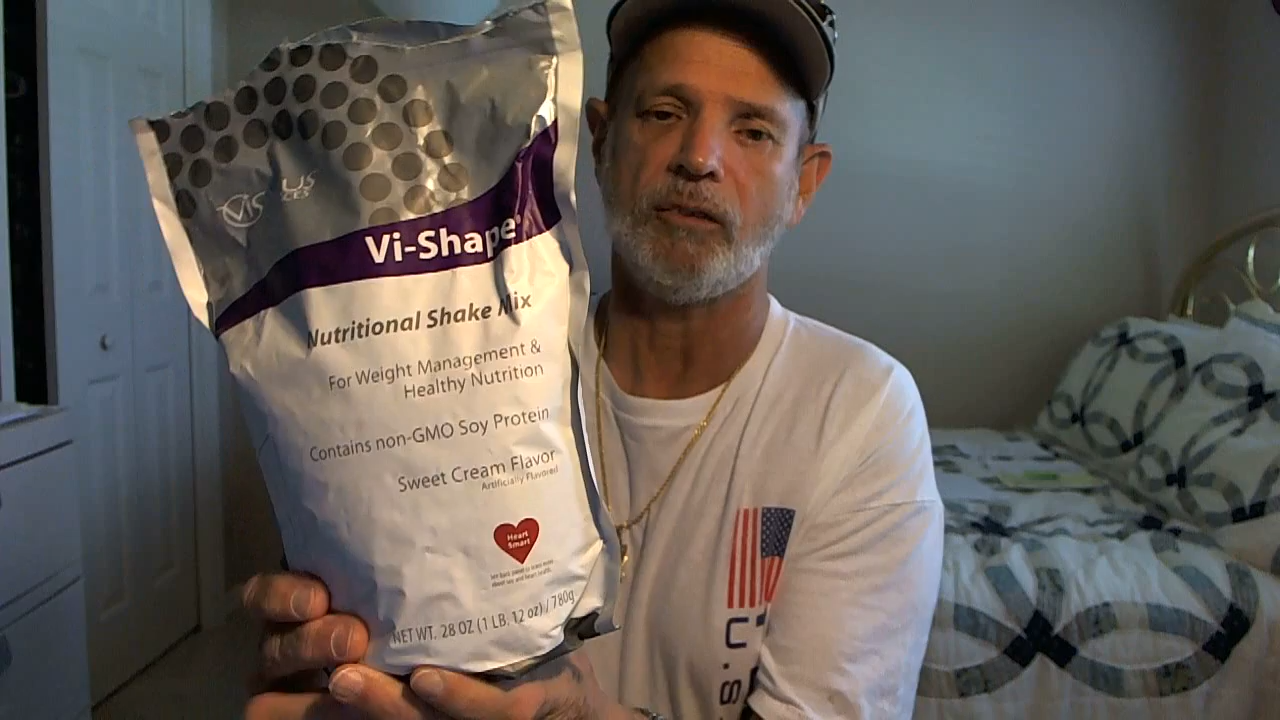 Vi-Shape®
Nutritional Shake Mix
For Weight Management &
Healthy Nutrition
Contains non-GMO Soy Protein
Sweet Cream Flavor
Artificially Flavored
Heart
Smart
NET WT. 28 OZ (1 LB. 12 oz) / 780g
U.S.